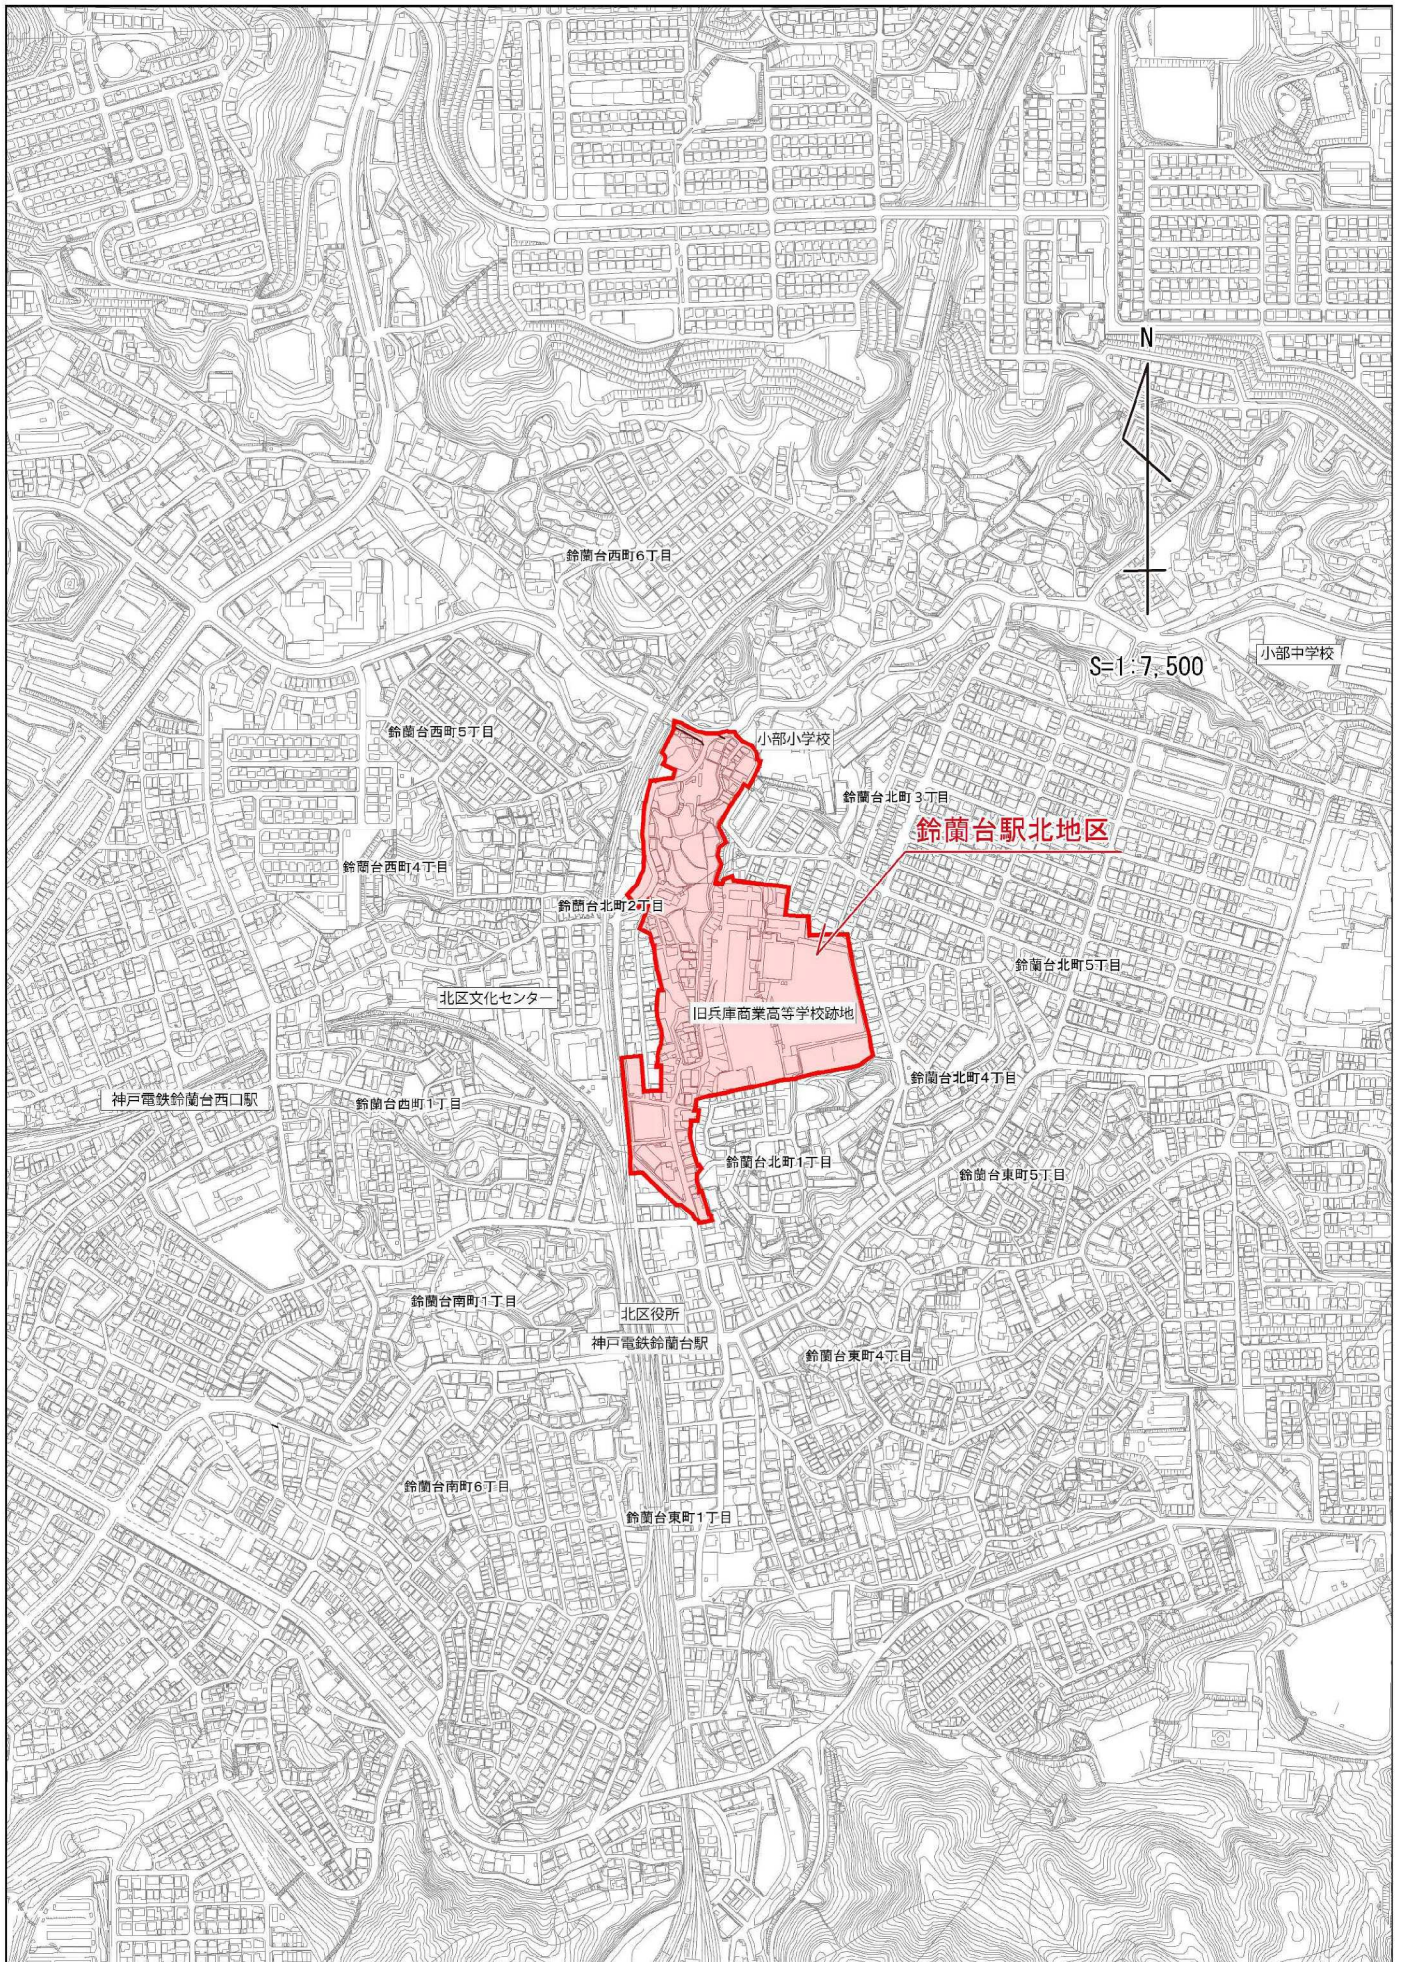 N
鈴蘭台西町6丁目
小部中学校
S=1:7,500
鈴蘭台西町5丁目
小部小学校
鈴蘭台北町3丁目
鈴蘭台駅北地区
鈴蘭台西町4丁目
鈴蘭台北町2丁目
鈴蘭台北町5丁目
北区文化センター
旧兵庫商業高等学校跡地
鈴蘭台北町4丁目
神戸電鉄鈴蘭台西口駅
鈴蘭台西町1丁目
鈴蘭台北町1丁目
鈴蘭台東町5丁目
鈴蘭台南町1丁目
北区役所
神戸電鉄鈴蘭台駅
鈴蘭台東町4丁目
鈴蘭台南町6丁目
鈴蘭台東町1丁目